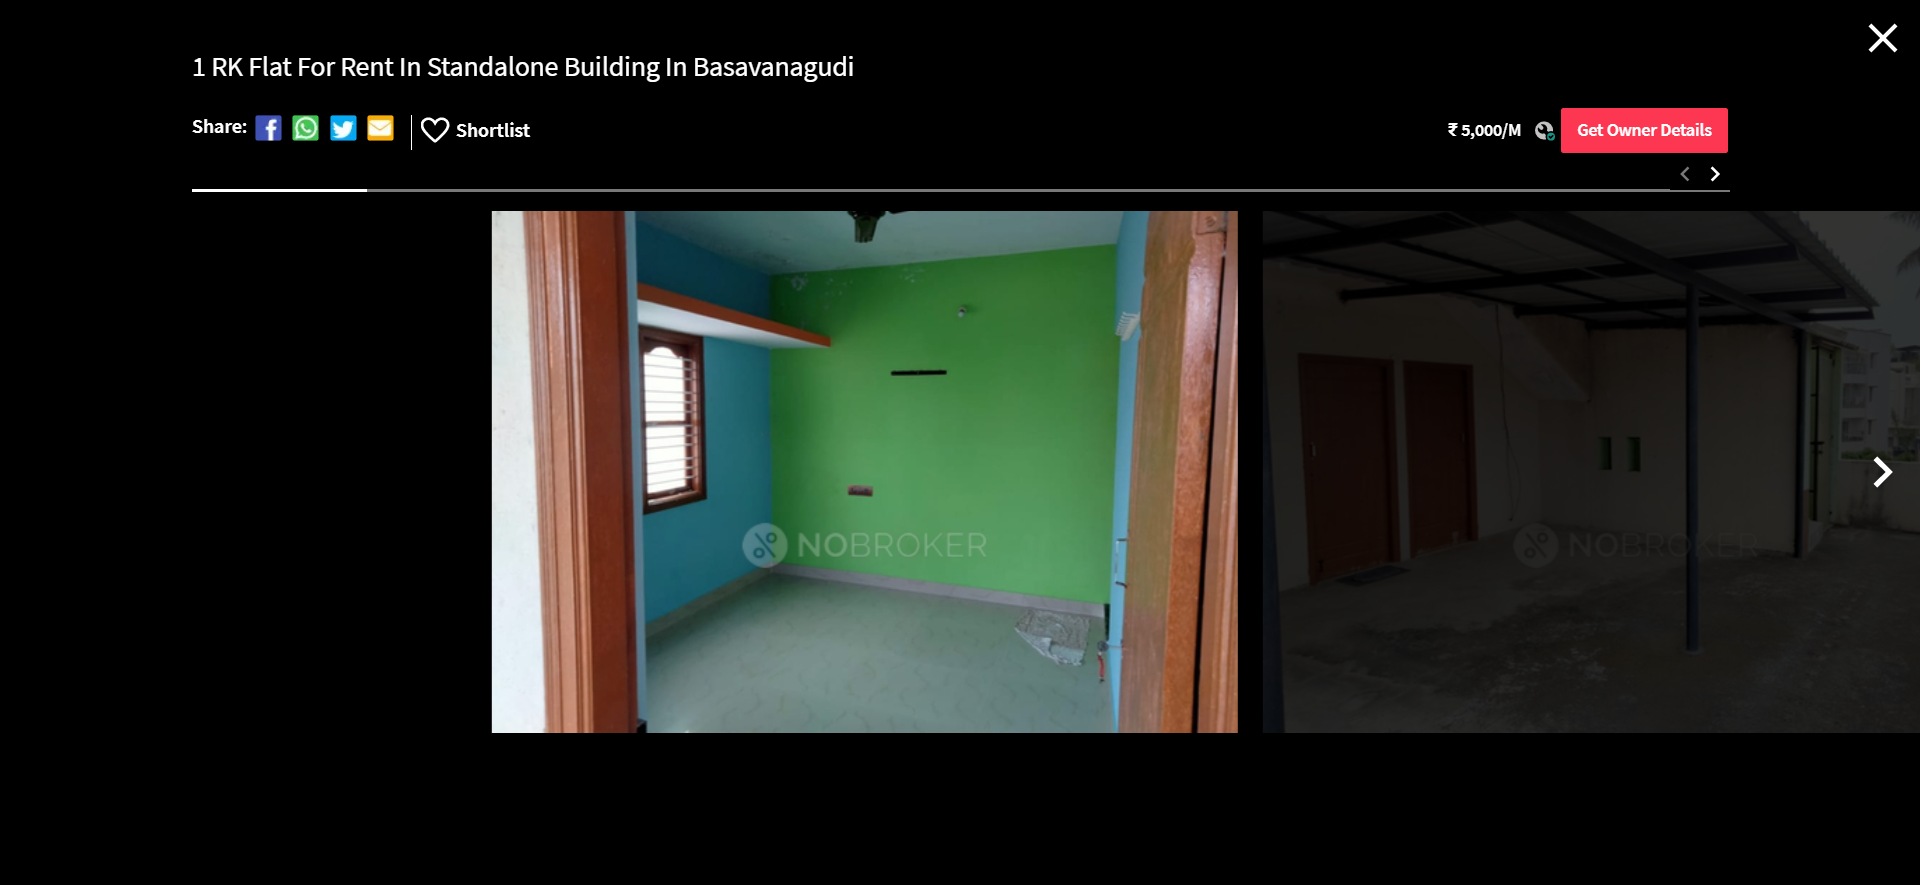 1 RK Flat For Rent In Standalone Building In Basavanagudi
Share:
Shortlist
₹ 5,000/M
Get Owner Details
NOBROKER
NOBROKER